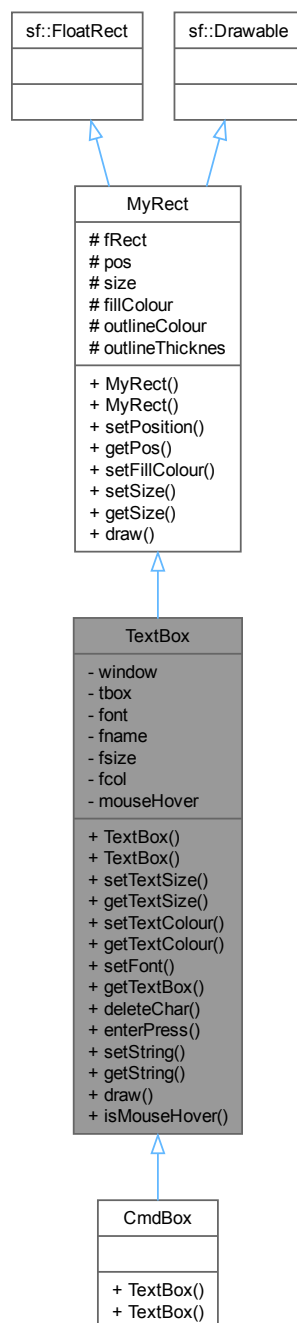 sf::FloatRect
sf::Drawable
MyRect
# fRect
# pos
# size
# fillColour
# outlineColour
# outlineThicknes
+ MyRect()
+ MyRect()
+ setPosition()
+ getPos()
+ setFillColour()
+ setSize()
+ getSize()
+ draw()
TextBox
- window
- tbox
- font
- fname
- fsize
- fcol
- mouseHover
+ TextBox()
+ TextBox()
+ setTextSize()
+ getTextSize()
+ setTextColour()
+ getTextColour()
+ setFont()
+ getTextBox()
+ deleteChar()
+ enterPress()
+ setString()
+ getString()
+ draw()
+ isMouseHover()
CmdBox
+ TextBox()
+ TextBox()